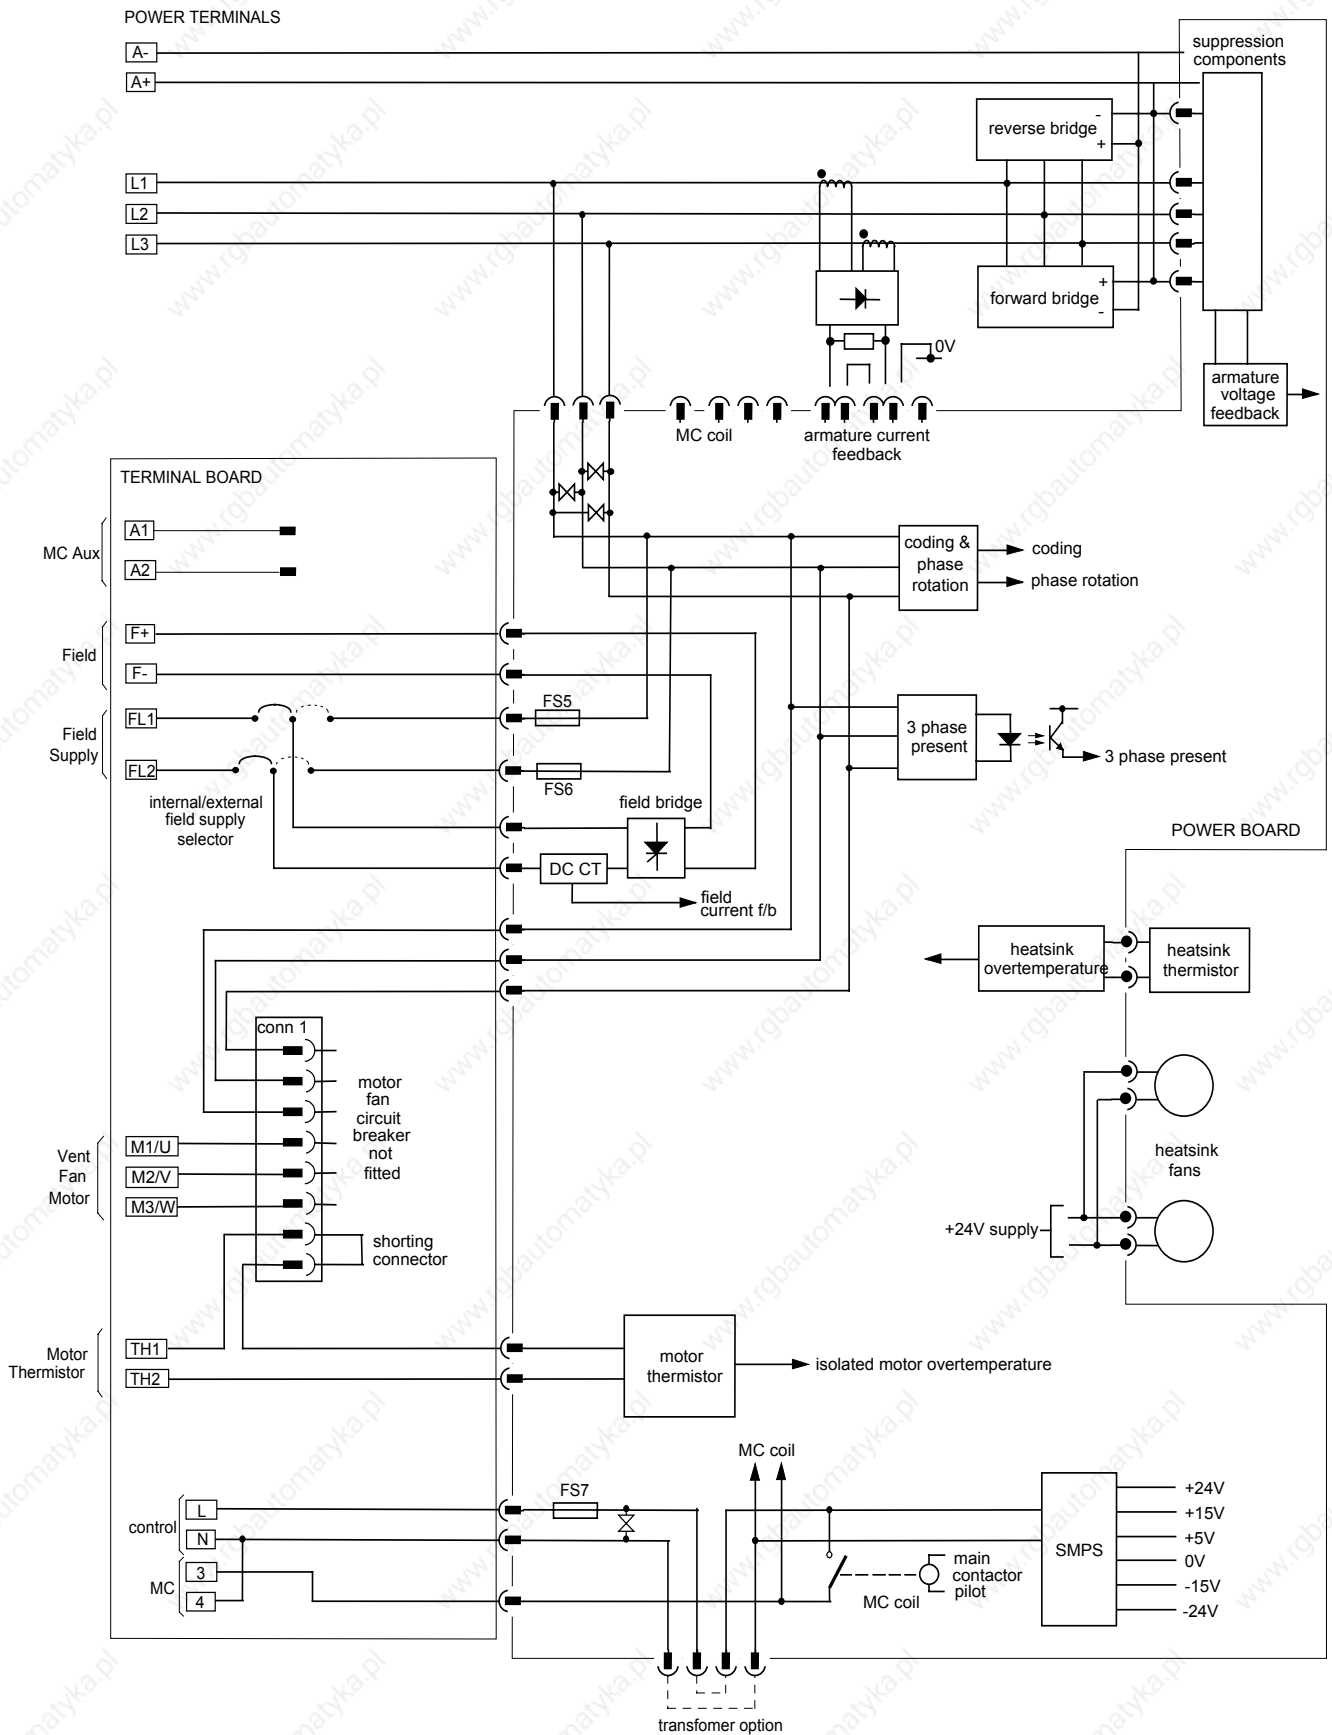 POWER TERMINALS
A-
A+
suppression
components
reverse bridge
-
+
L1
L2
L3
forward bridge
+
-
0V
armature
voltage
feedback
MC coil
armature current
feedback
TERMINAL BOARD
MC Aux
A1
A2
coding &
phase
rotation
coding
phase rotation
Field
F+
F-
Field
Supply
FL1
FL2
FS5
FS6
internal/external
field supply
selector
field bridge
DC CT
field
current f/b
3 phase
present
3 phase present
POWER BOARD
heatsink
overtemperature
heatsink
thermistor
conn 1
motor
fan
circuit
breaker
not
fitted
Vent
Fan
Motor
M1/U
M2/V
M3/W
shorting
connector
heatsink
fans
+24V supply
Motor
Thermistor
TH1
TH2
motor
thermistor
isolated motor overtemperature
MC coil
FS7
control
L
N
MC
3
4
main
contactor
pilot
MC coil
SMPS
+24V
+15V
+5V
0V
-15V
-24V
transfomer option
www.rgbautomatyka.pl